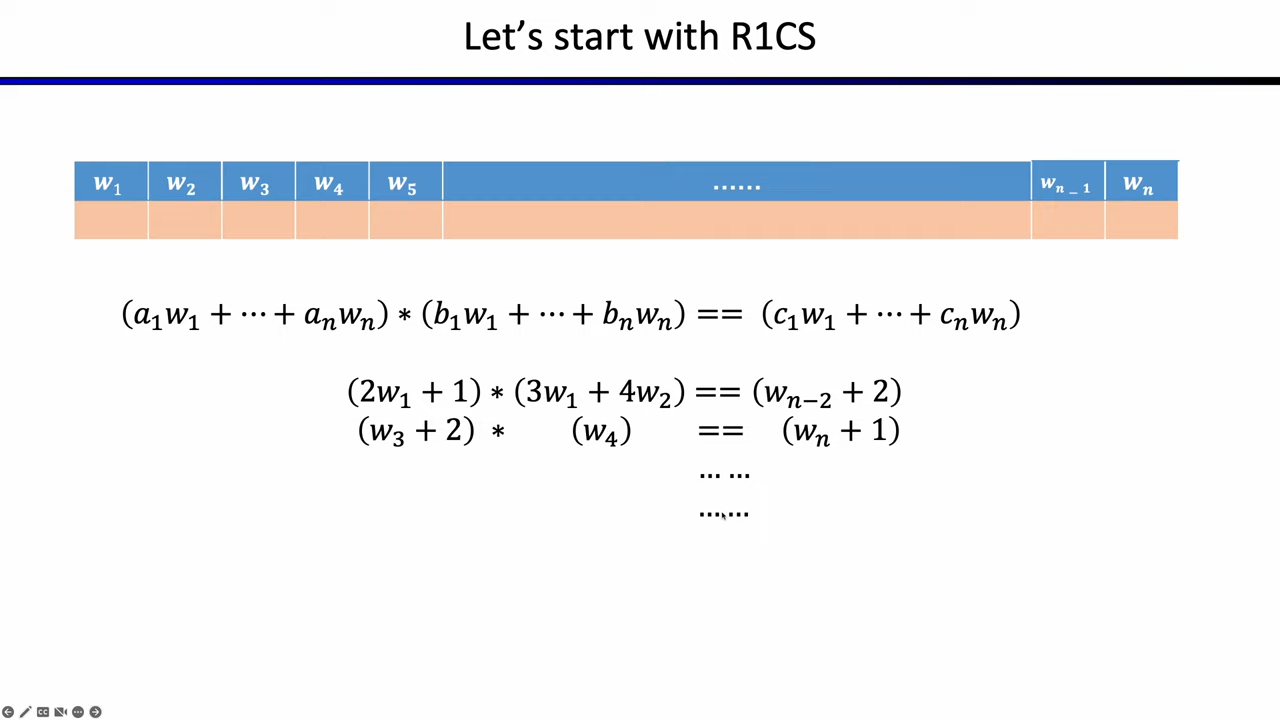 Let's start with R1CS
w₁ w₂ w₃ w₄ w₅ …… wₙ _ ₁ wₙ
(a₁w₁ + ⋯ + aₙwₙ) ∗ (b₁w₁ + ⋯ + bₙwₙ) == (c₁w₁ + ⋯ + cₙwₙ)
(2w₁ + 1) ∗ (3w₁ + 4w₂) == (wₙ₋₂ + 2)
(w₃ + 2) ∗ (w₄) == (wₙ + 1)
… …
……
CC